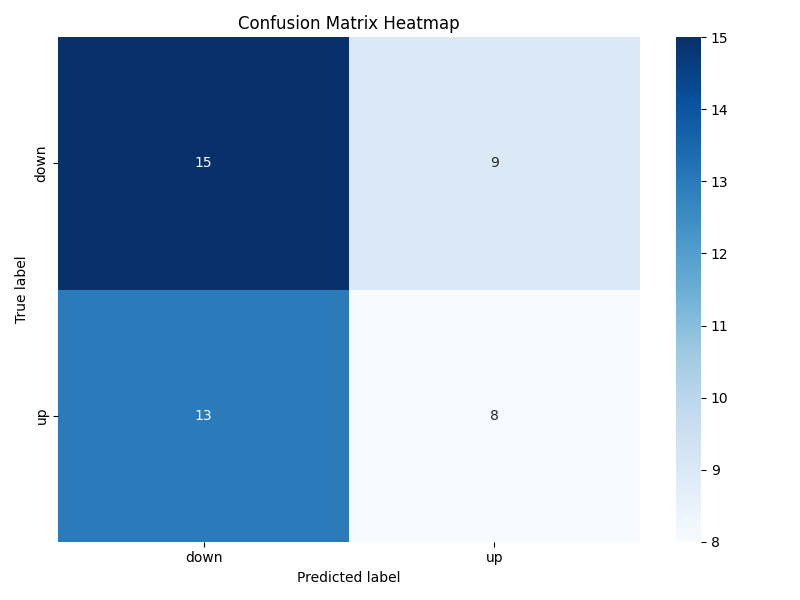 Confusion Matrix Heatmap
True label
down
up
15
9
13
8
down
up
Predicted label
15
14
13
12
11
10
9
8